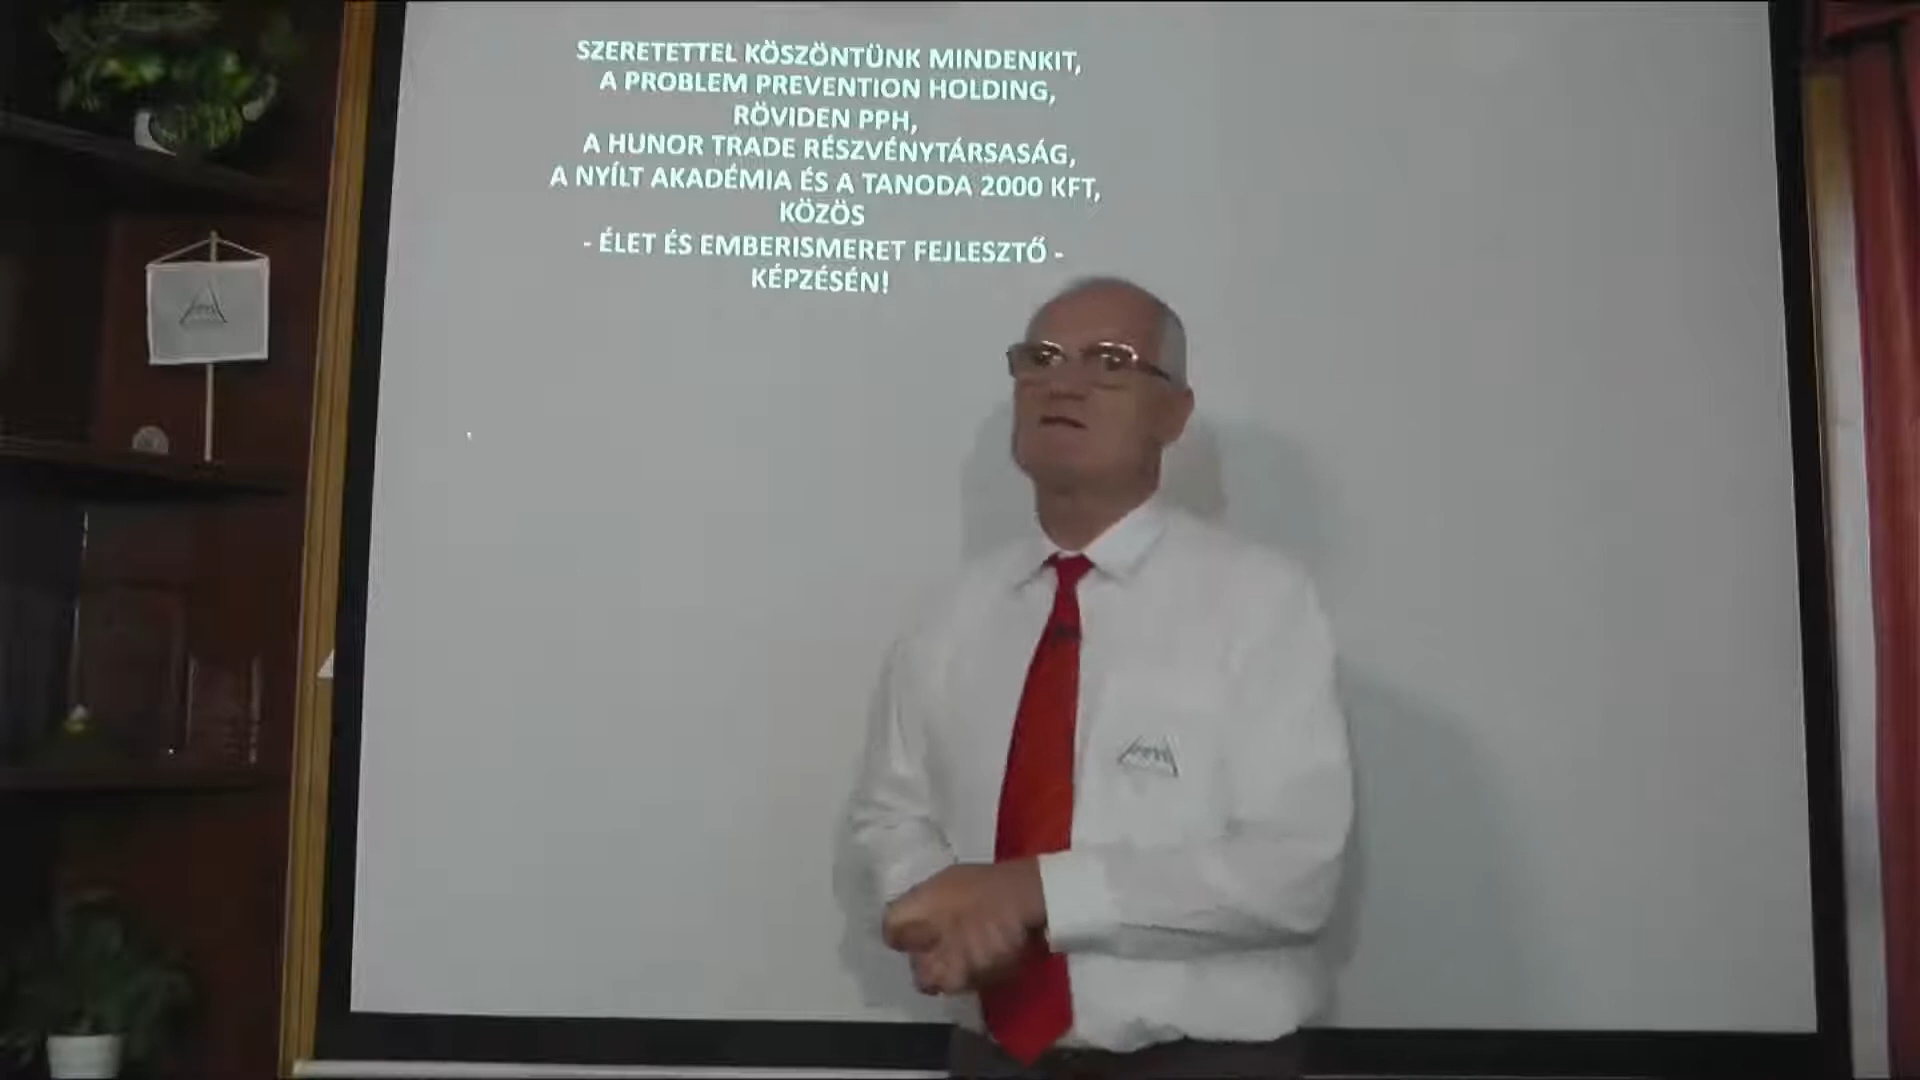 SZERETETTEL KÖSZÖNTÜNK MINDENKIT,
A PROBLEM PREVENTION HOLDING,
RÖVIDEN PPH,
A HUNOR TRADE RÉSZVÉNYTÁRSASÁG,
A NYÍLT AKADÉMIA ÉS A TANODA 2000 KFT,
KÖZÖS
- ÉLET ÉS EMBERISMERET FEJLESZTŐ -
KÉPZÉSÉN!